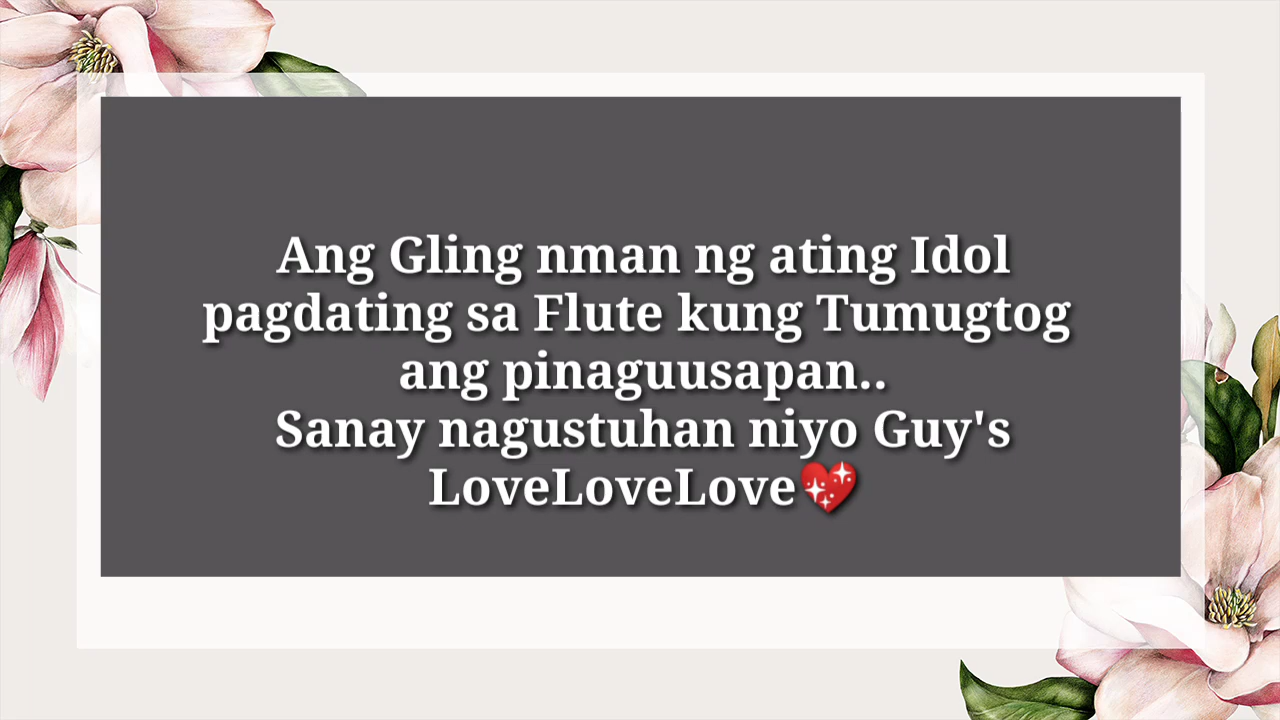 Ang Gling nman ng ating Idol
pagdating sa Flute kung Tumugtog
ang pinaguusapan..
Sanay nagustuhan niyo Guy's
LoveLoveLove💖